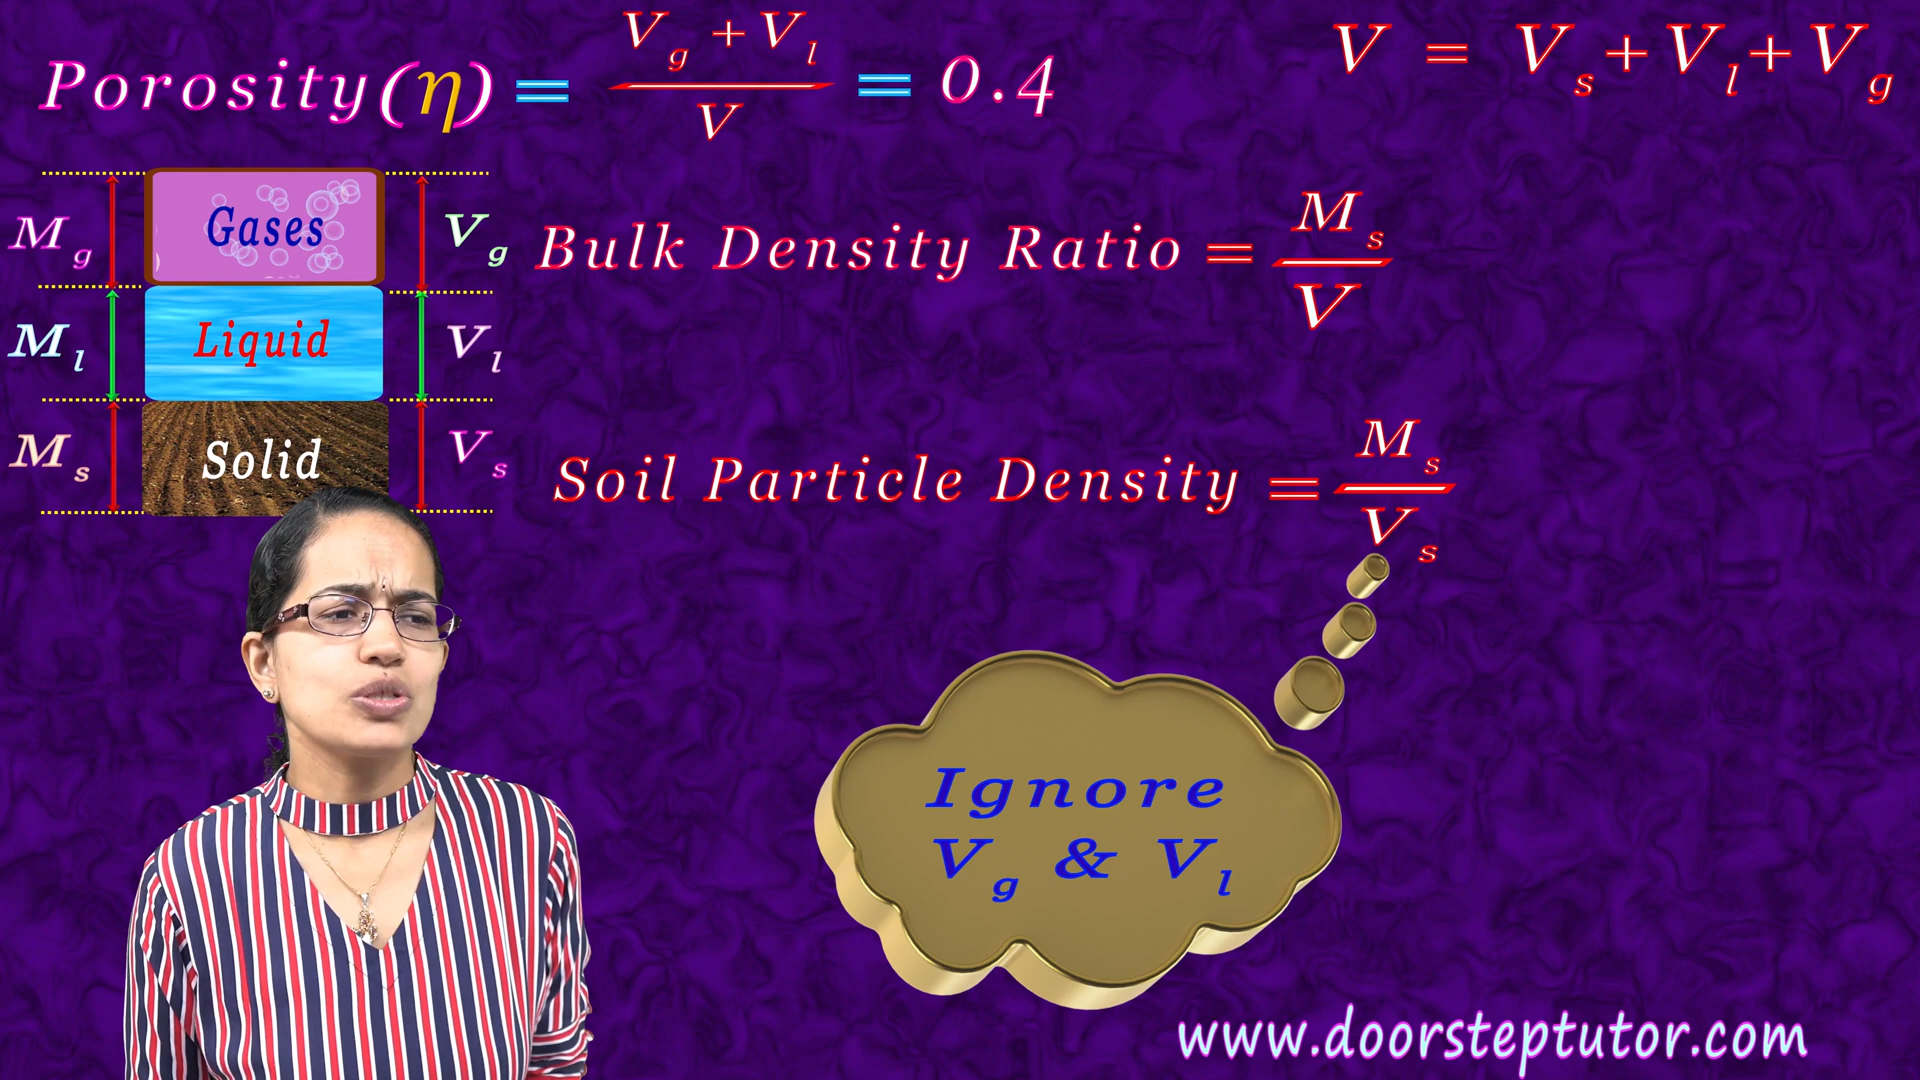 Porosity(η) = Vg + Vl / V = 0.4
V = Vs + Vl + Vg
Mg Gases Vg
Bulk Density Ratio = Ms / V
Ml Liquid Vl
Ms Solid Vs
Soil Particle Density = Ms / Vs
Ignore
Vg & Vl
www.doorsteptutor.com